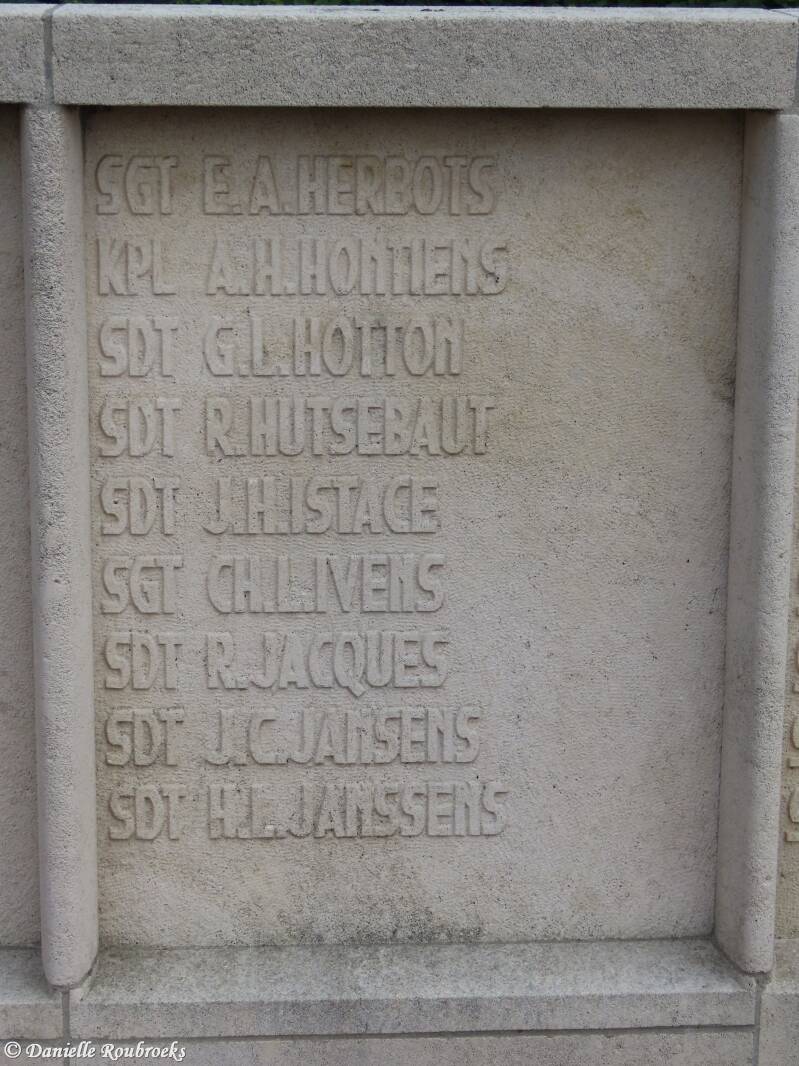 SGT E.A.HERBOTS
KPL A.H.HONTIENS
SDT G.L.HOTTON
SDT R.HUTSEBAUT
SDT J.H.ISTACE
SGT CH.L.IVENS
SDT R.JACQUES
SDT J.C.JANSENS
SDT H.E.JANSSENS
© Danielle Roubroeks